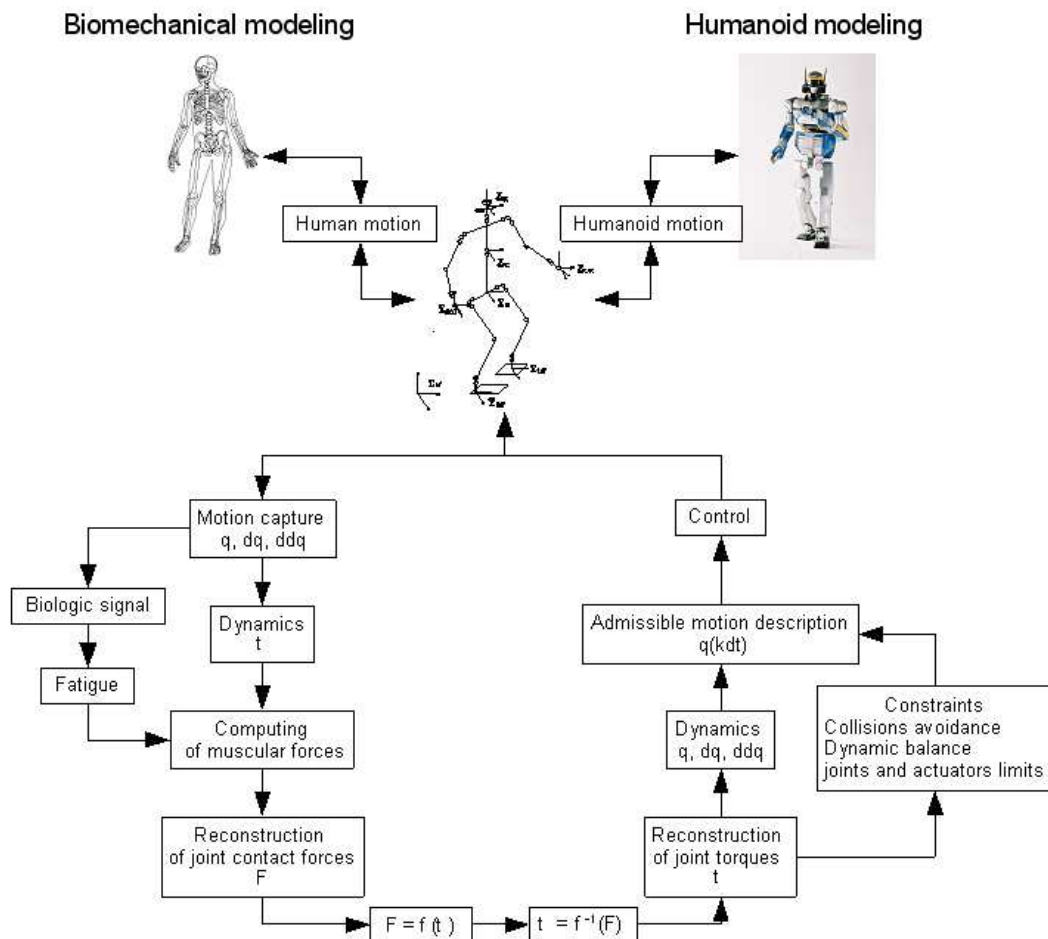 Biomechanical modeling
Humanoid modeling
Human motion
Humanoid motion
Motion capture
q, dq, ddq
Control
Biologic signal
Dynamics
t
Admissible motion description
q(kdt)
Fatigue
Computing
of muscular forces
Dynamics
q, dq, ddq
Constraints
Collisions avoidance
Dynamic balance
joints and actuators limits
Reconstruction
of joint contact forces
F
Reconstruction
of joint torques
t
F = f(t)
t = f⁻¹(F)